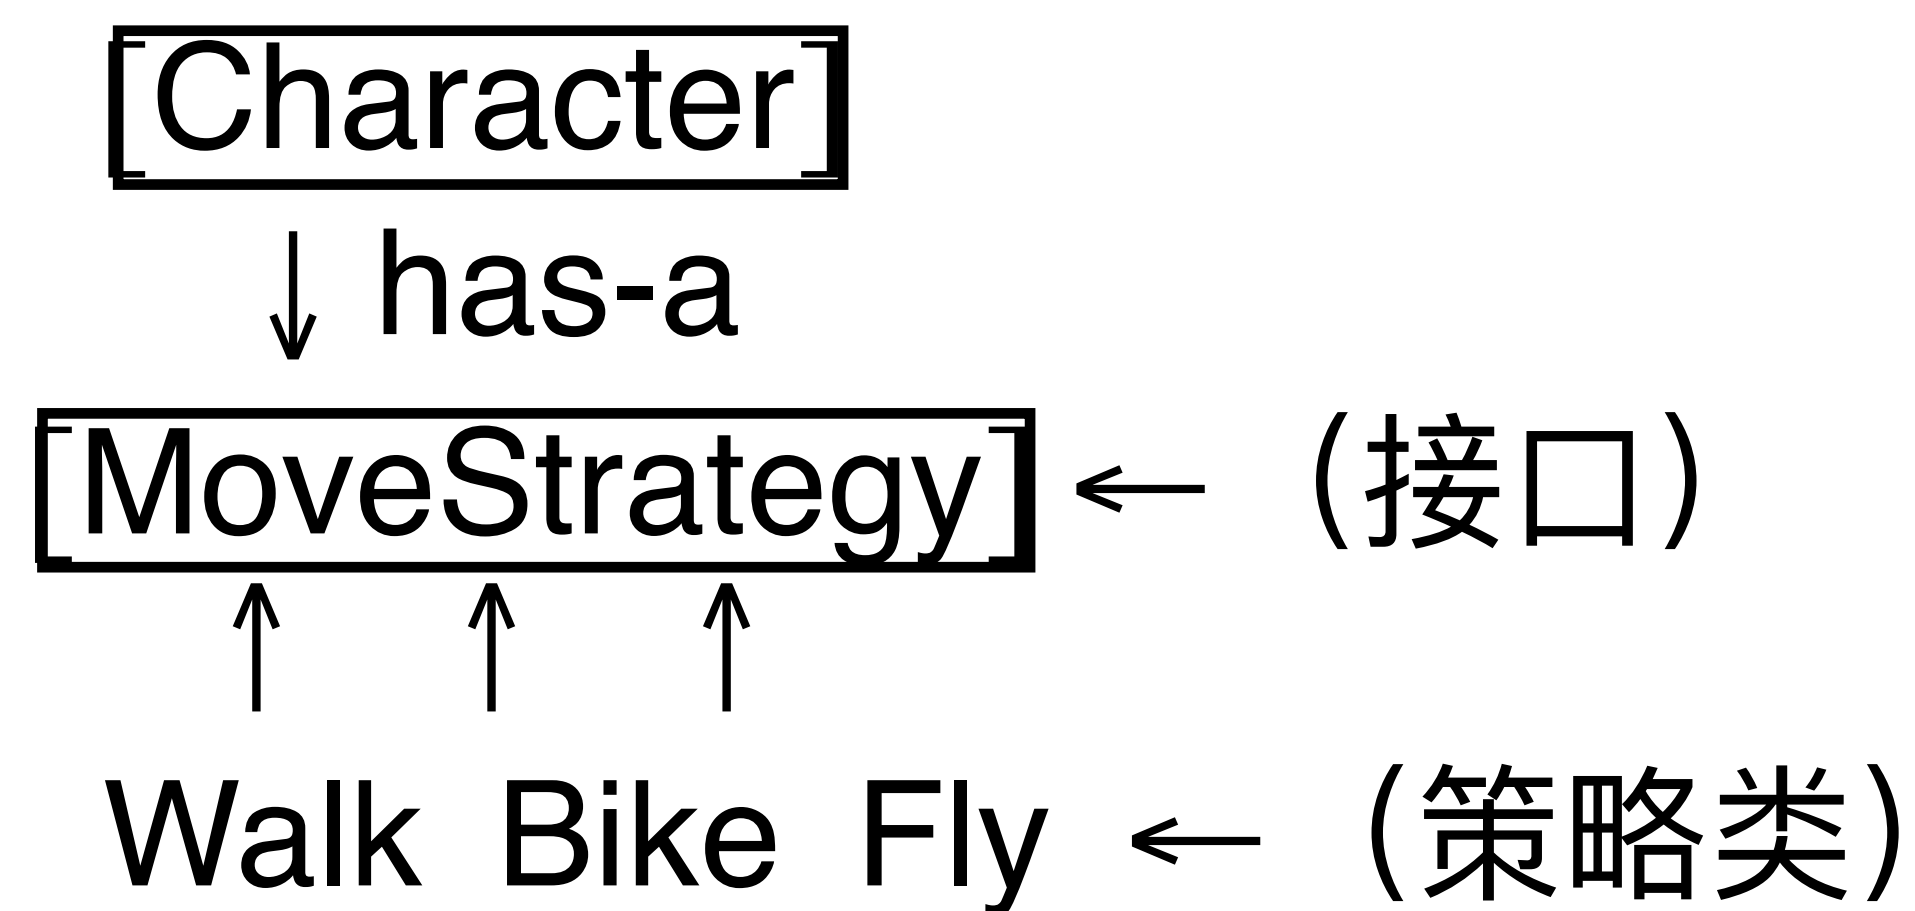 [Character]
↓ has-a
[MoveStrategy] ← (接口)
↑ ↑ ↑
Walk Bike Fly ← (策略类)